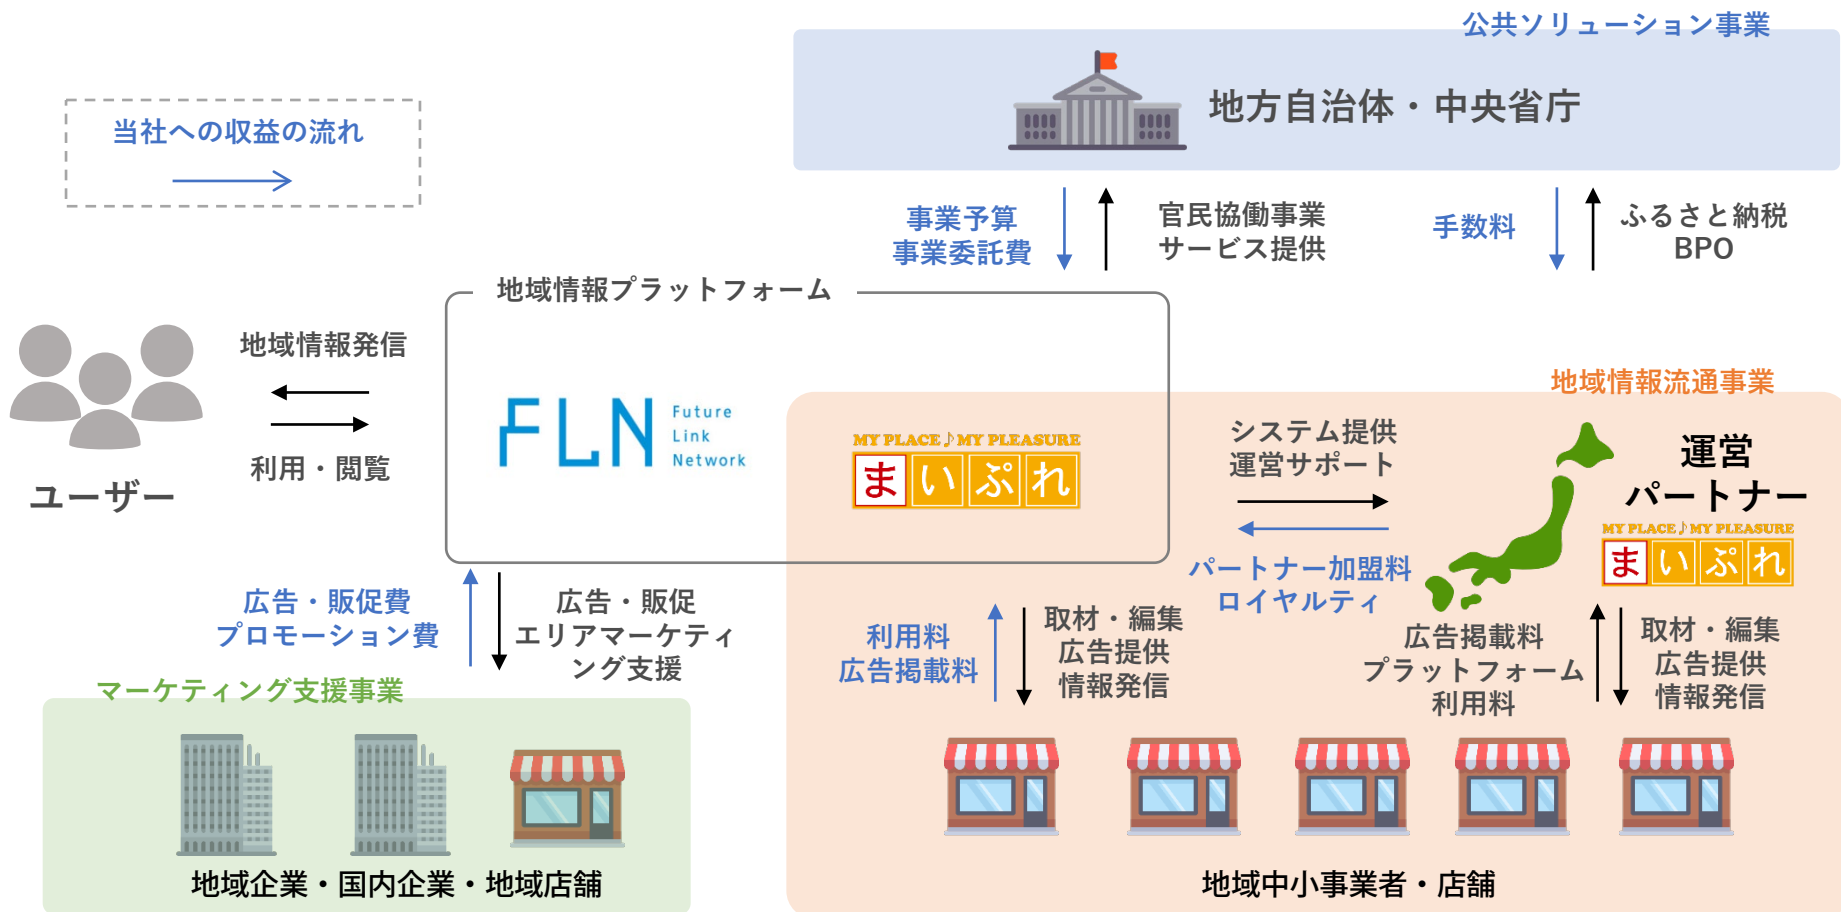 公共ソリューション事業
地方自治体・中央省庁
当社への収益の流れ
事業予算
事業委託費
官民協働事業
サービス提供
手数料
ふるさと納税
BPO
地域情報プラットフォーム
地域情報発信
利用・閲覧
ユーザー
FLN
Future
Link
Network
MY PLACE♪MY PLEASURE
まいぷれ
地域情報流通事業
システム提供
運営サポート
パートナー加盟料
ロイヤルティ
運営
パートナー
MY PLACE♪MY PLEASURE
まいぷれ
広告・販促費
プロモーション費
広告・販促
エリアマーケティ
ング支援
利用料
広告掲載料
取材・編集
広告提供
情報発信
広告掲載料
プラットフォーム
利用料
取材・編集
広告提供
情報発信
マーケティング支援事業
地域企業・国内企業・地域店舗
地域中小事業者・店舗